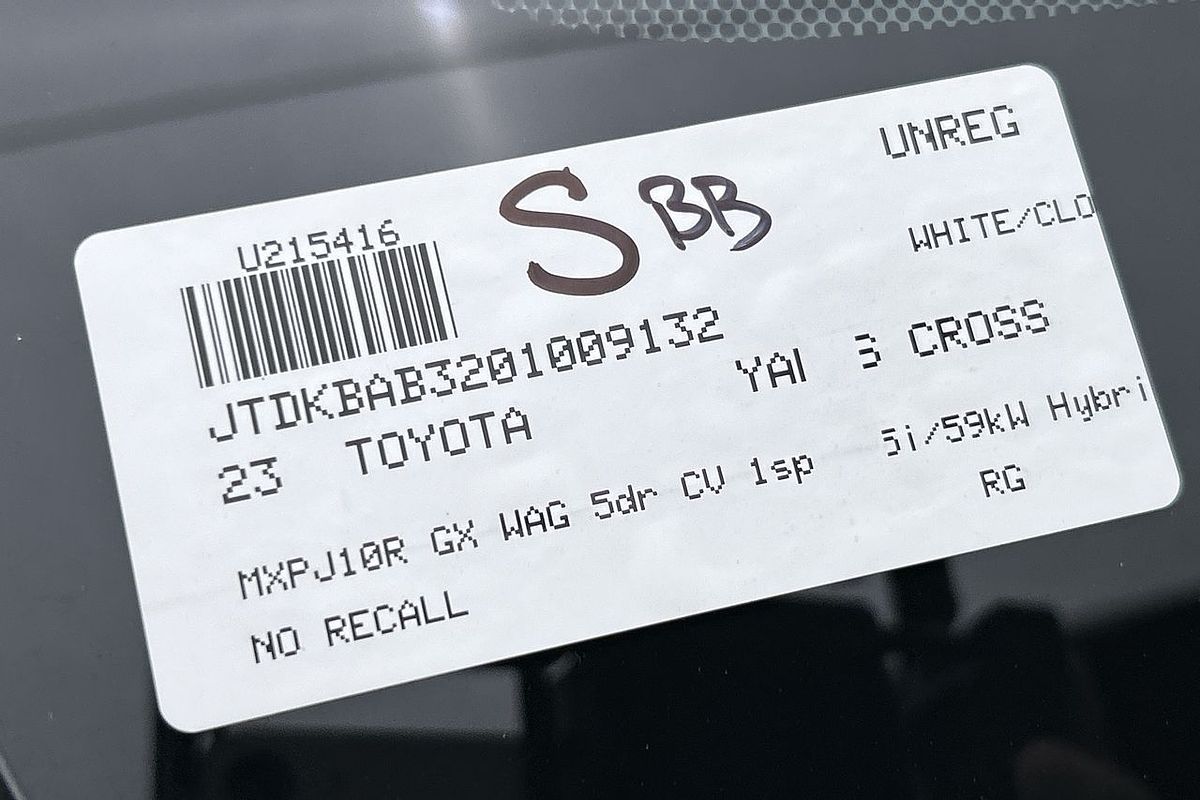 UNREG
S BB
U215416
WHITE/CLO
JTDKBAB3201009132
23 TOYOTA YAI S CROSS
MXPJ10R GX WAG 5dr CV 1sp 5i/59kW Hybri
RG
NO RECALL